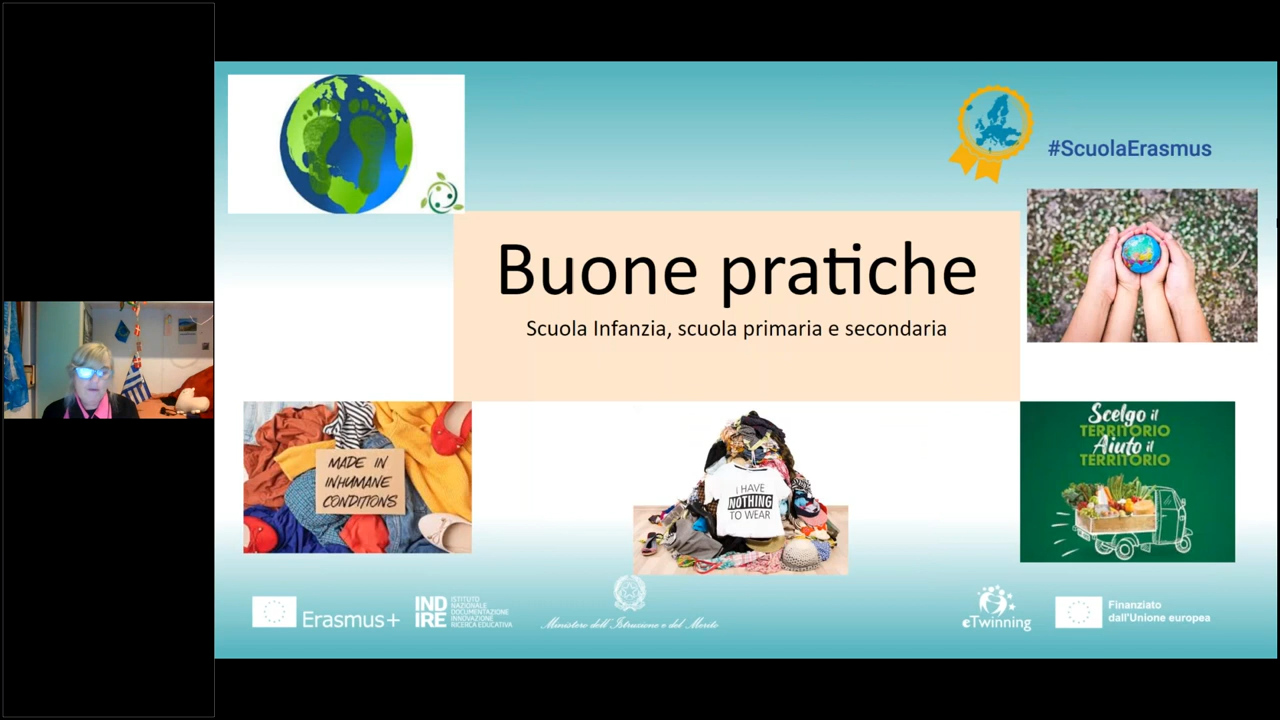 #ScuolaErasmus
Buone pratiche
Scuola Infanzia, scuola primaria e secondaria
MADE IN
INHUMANE
CONDITIONS
I HAVE
NOTHING
TO WEAR
Scelgo il
TERRITORIO
Aiuto il
TERRITORIO
Erasmus+
INDIRE
ISTITUTO
NAZIONALE
DOCUMENTAZIONE
INNOVAZIONE
RICERCA EDUCATIVA
Ministero dell'Istruzione e del Merito
eTwinning
Finanziato
dall'Unione europea